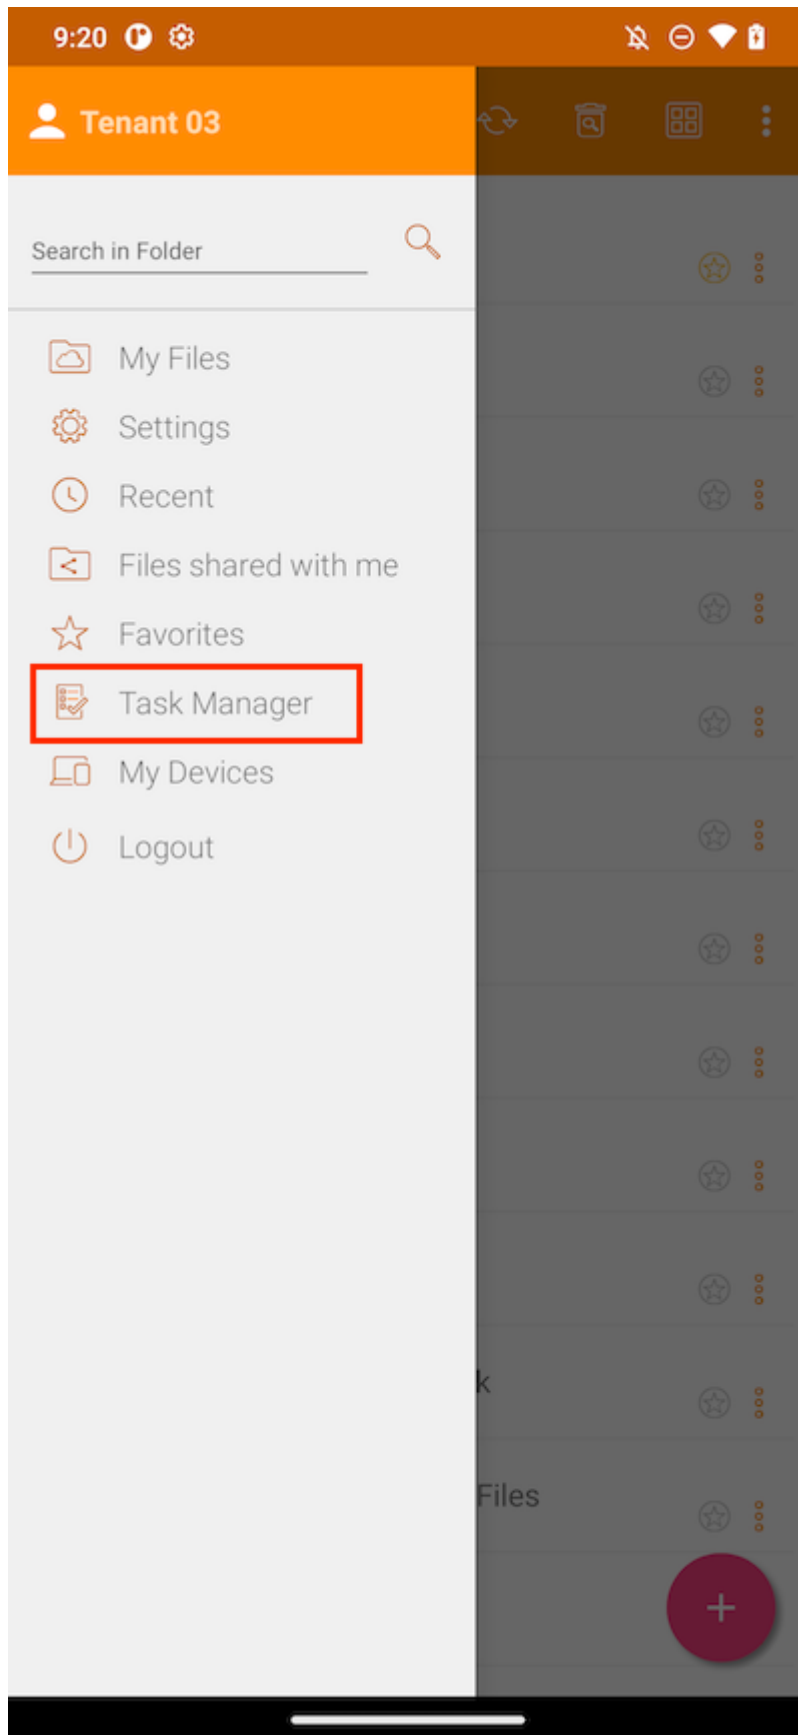 9:20
Tenant 03
Search in Folder
My Files
Settings
Recent
Files shared with me
Favorites
Task Manager
My Devices
Logout
k
Files